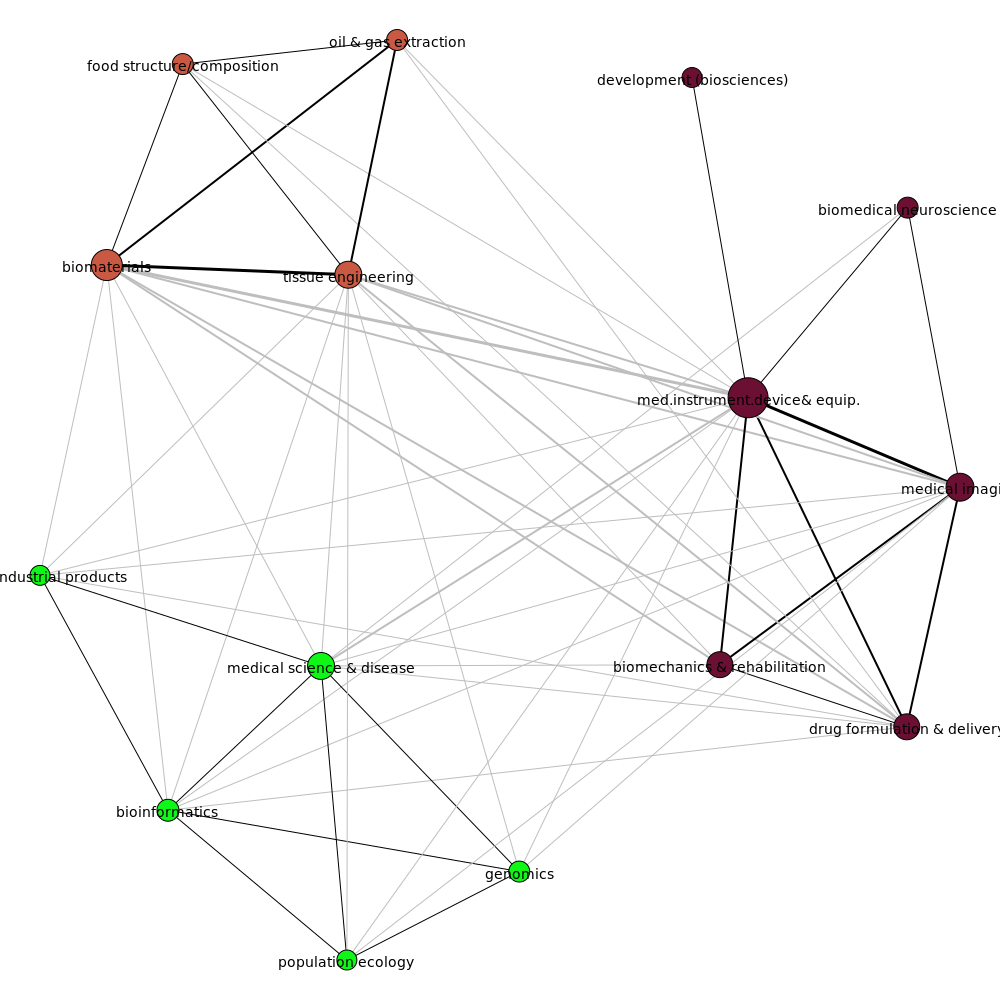 oil & gas extraction
food structure/composition
development (biosciences)
biomedical neuroscience
biomaterials
tissue engineering
med.instrument.device& equip.
medical imagi
ndustrial products
medical science & disease
biomechanics & rehabilitation
drug formulation & delivery
bioinformatics
genomics
population ecology